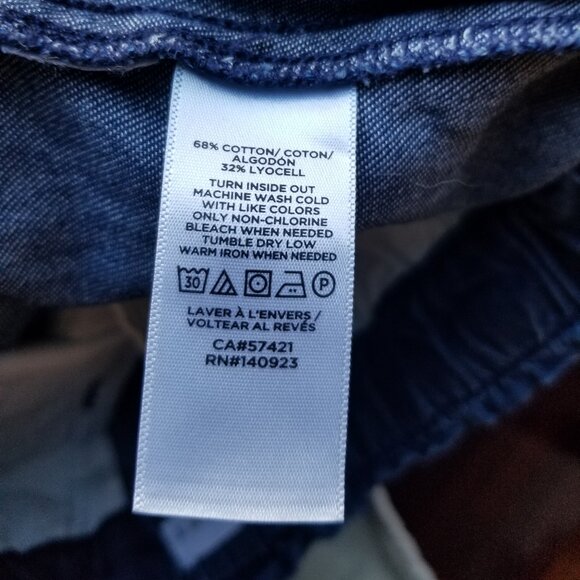 68% COTTON/ COTON/
ALGODÓN
32% LYOCELL
TURN INSIDE OUT
MACHINE WASH COLD
WITH LIKE COLORS
ONLY NON-CHLORINE
BLEACH WHEN NEEDED
TUMBLE DRY LOW
WARM IRON WHEN NEEDED
30 P
LAVER À L'ENVERS/
VOLTEAR AL REVÉS
CA#57421
RN#140923